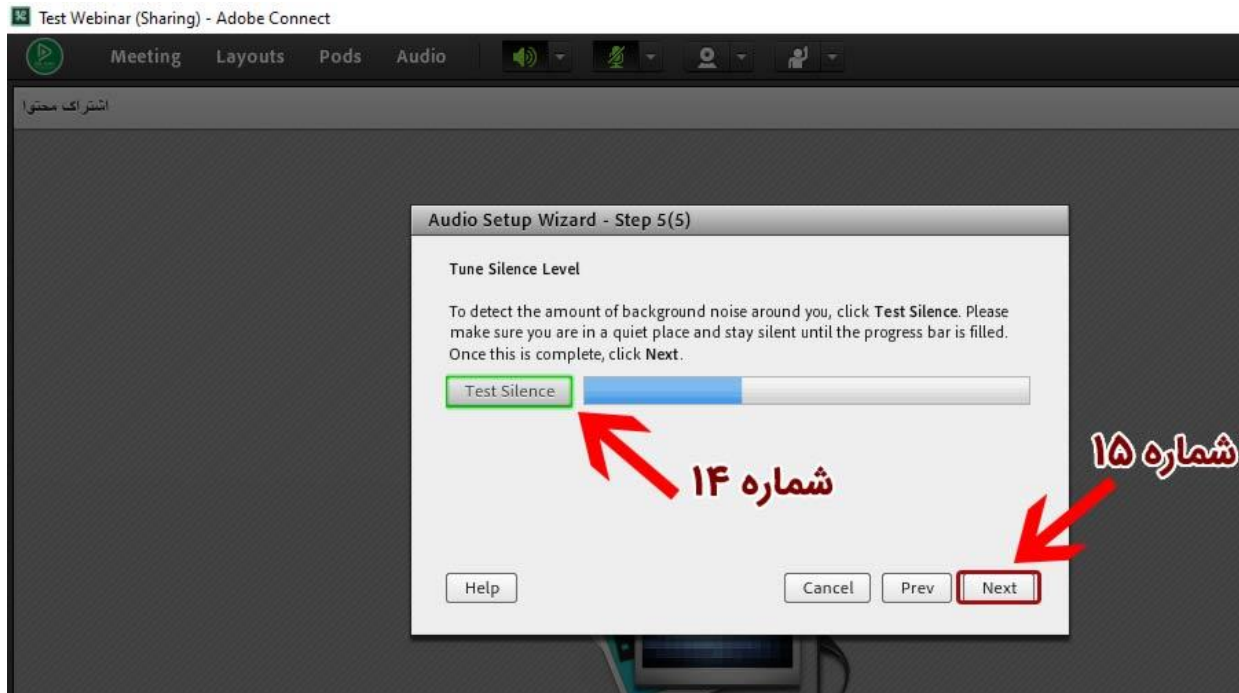 Test Webinar (Sharing) - Adobe Connect
Meeting Layouts Pods Audio
اشتراک محتوا
Audio Setup Wizard - Step 5(5)
Tune Silence Level
To detect the amount of background noise around you, click Test Silence. Please
make sure you are in a quiet place and stay silent until the progress bar is filled.
Once this is complete, click Next.
Test Silence
شماره ۱۴
شماره ۱۵
Help Cancel Prev Next